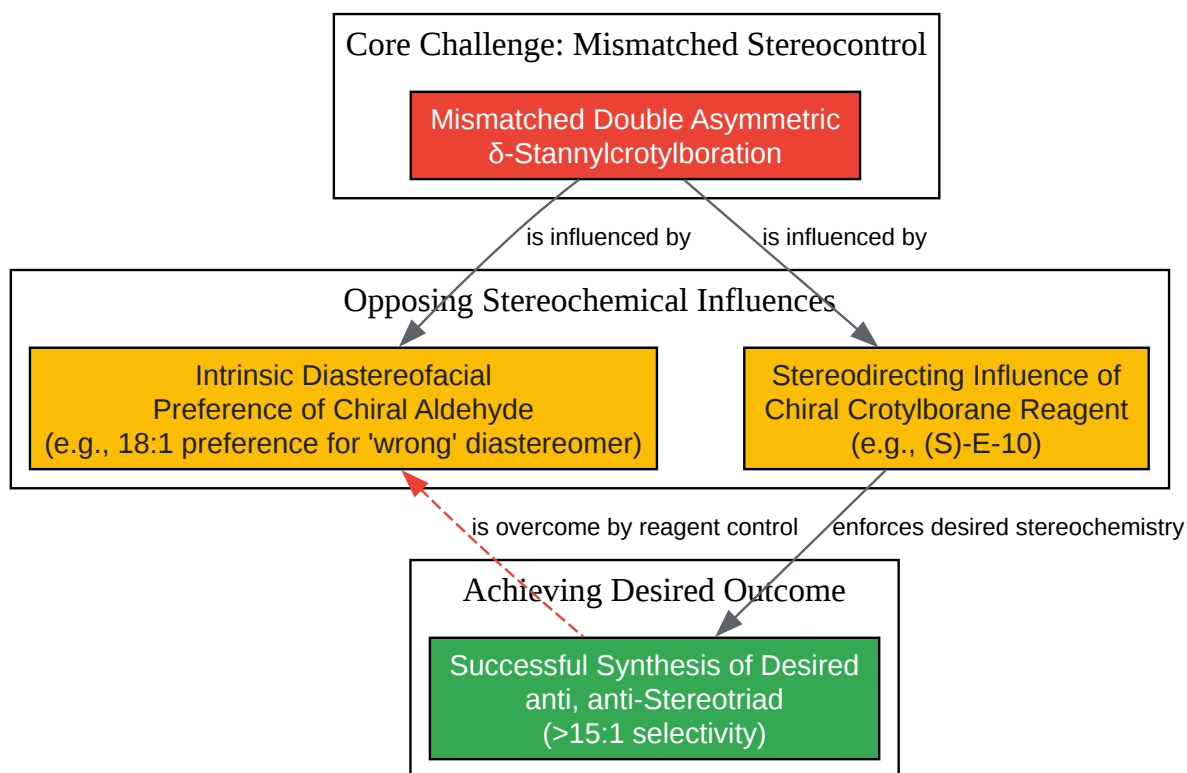 Core Challenge: Mismatched Stereocontrol
Mismatched Double Asymmetric
δ-Stannylcrotylboration
is influenced by
is influenced by
Opposing Stereochemical Influences
Intrinsic Diastereofacial
Preference of Chiral Aldehyde
(e.g., 18:1 preference for 'wrong' diastereomer)
Stereodirecting Influence of
Chiral Crotylborane Reagent
(e.g., (S)-E-10)
is overcome by reagent control
enforces desired stereochemistry
Achieving Desired Outcome
Successful Synthesis of Desired
anti, anti-Stereotriad
(>15:1 selectivity)